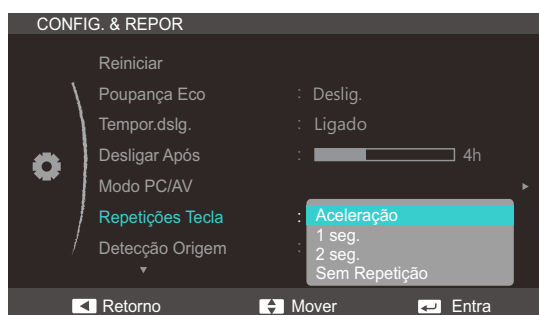 CONFIG. & REPOR
Reiniciar
Poupança Eco : Deslig.
Tempor.dslg. : Ligado
Desligar Após : 4h
Modo PC/AV
Repetições Tecla : Aceleração
1 seg.
2 seg.
Detecção Origem :
Sem Repetição
Retorno Mover Entra